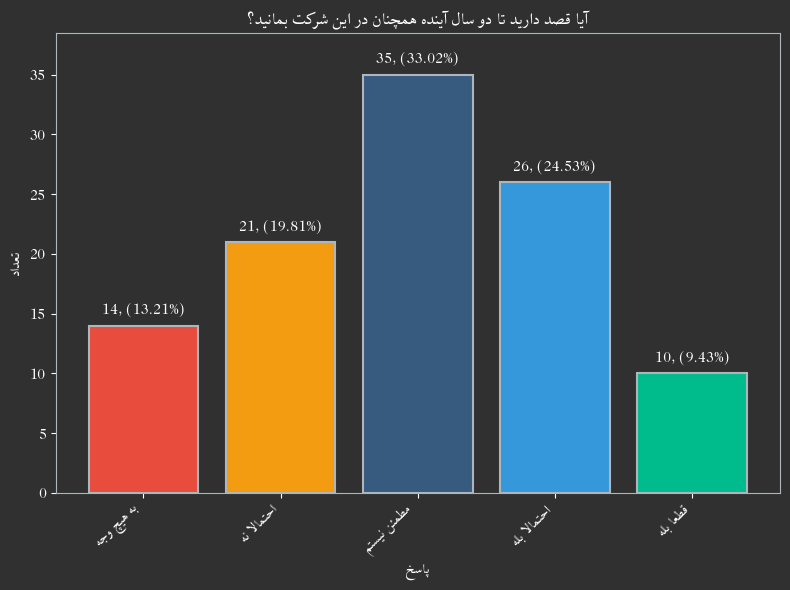 آیا قصد دارید تا دو سال آینده همچنان در این شرکت بمانید؟
تعداد
35
30
25
20
15
10
5
0
14, (13.21%)
21, (19.81%)
35, (33.02%)
26, (24.53%)
10, (9.43%)
به هیچ وجه
احتمالا نه
مطمئن نیستم
احتمالا بله
قطعا بله
پاسخ